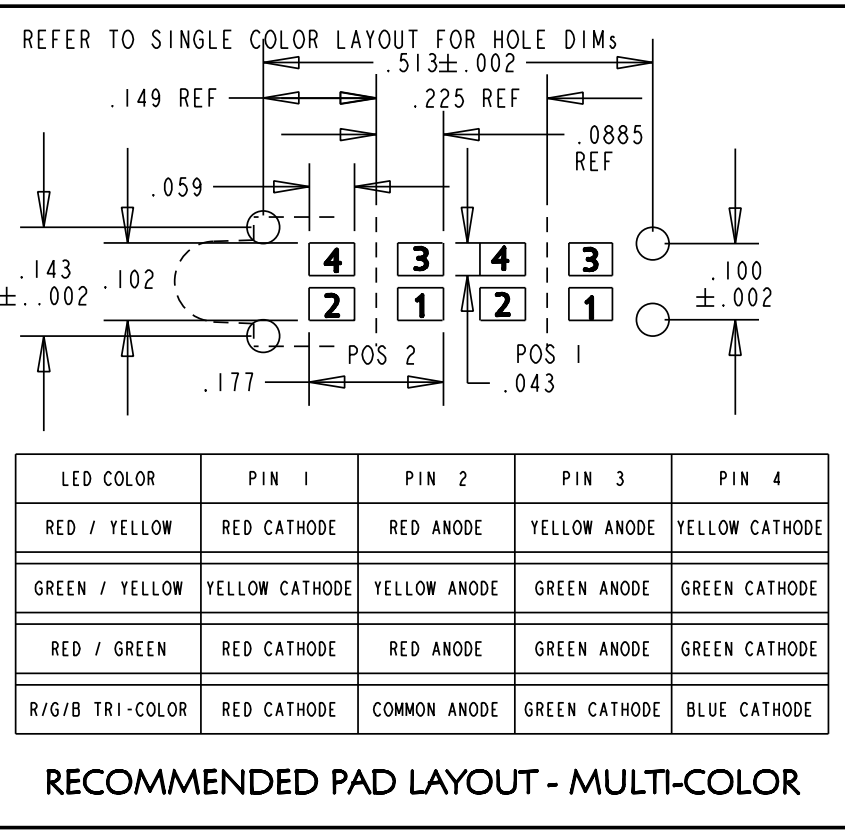 REFER TO SINGLE COLOR LAYOUT FOR HOLE DIMs
.513±.002
.149 REF
.225 REF
.0885
REF
.059
.143
±..002
.102
4 3 4 3
2 1 2 1
.100
±.002
POS 2
POS 1
.177
.043
LED COLOR PIN 1 PIN 2 PIN 3 PIN 4
RED / YELLOW RED CATHODE RED ANODE YELLOW ANODE YELLOW CATHODE
GREEN / YELLOW YELLOW CATHODE YELLOW ANODE GREEN ANODE GREEN CATHODE
RED / GREEN RED CATHODE RED ANODE GREEN ANODE GREEN CATHODE
R/G/B TRI-COLOR RED CATHODE COMMON ANODE GREEN CATHODE BLUE CATHODE
RECOMMENDED PAD LAYOUT - MULTI-COLOR